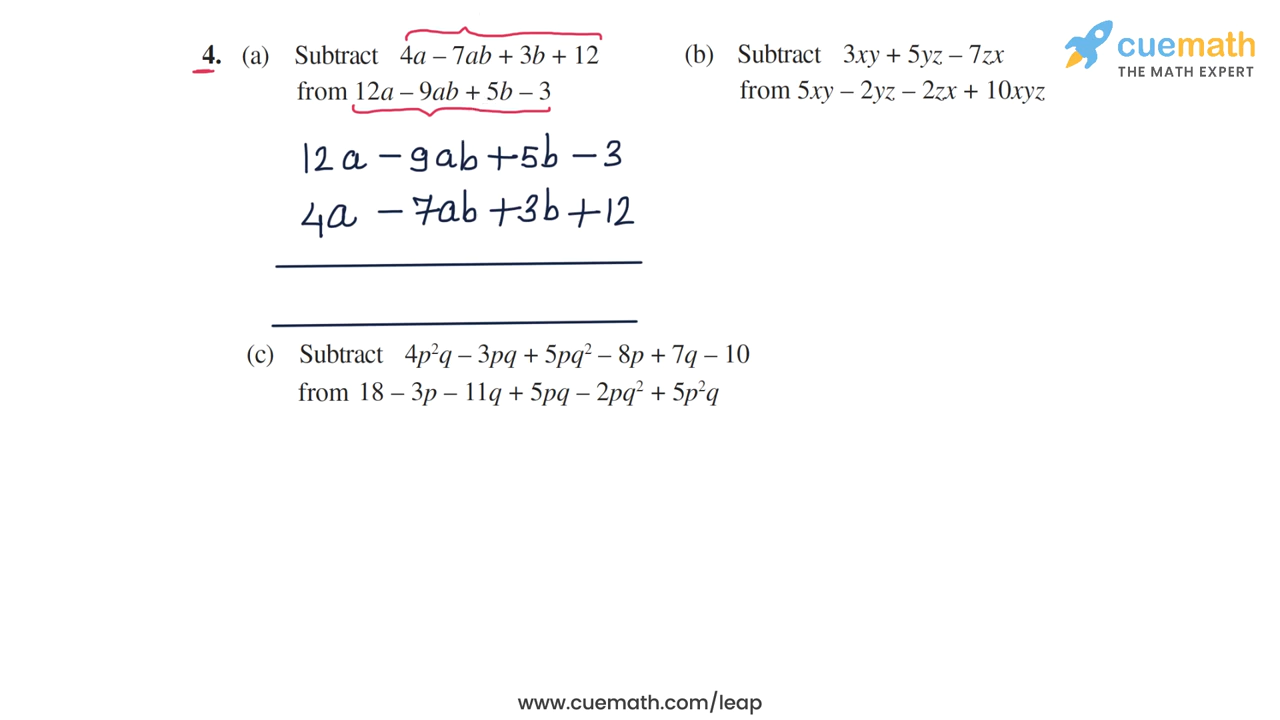 4. (a) Subtract 4a – 7ab + 3b + 12
from 12a – 9ab + 5b – 3
12a – 9ab + 5b – 3
4a – 7ab + 3b + 12
(b) Subtract 3xy + 5yz – 7zx
from 5xy – 2yz – 2zx + 10xyz
cuemath
THE MATH EXPERT
(c) Subtract 4p²q – 3pq + 5pq² – 8p + 7q – 10
from 18 – 3p – 11q + 5pq – 2pq² + 5p²q
www.cuemath.com/leap